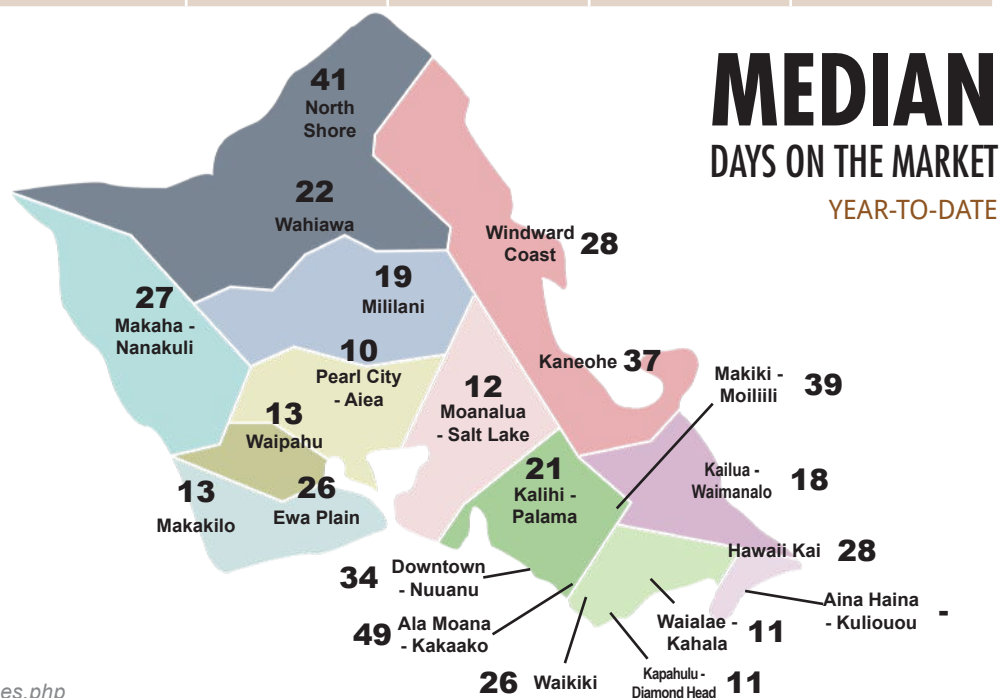 MEDIAN
DAYS ON THE MARKET
YEAR-TO-DATE
41
North
Shore
22
Wahiawa
Windward
Coast 28
19
Mililani
27
Makaha -
Nanakuli
10
Pearl City
- Aiea
Kaneohe 37
Makiki -
Moiliili 39
12
Moanalua
- Salt Lake
13
Waipahu
21
Kalihi -
Palama
Kailua -
Waimanalo 18
13
Makakilo
26
Ewa Plain
Hawaii Kai 28
34 Downtown
- Nuuanu
Aina Haina
- Kuliouou -
49 Ala Moana
- Kakaako
Waialae -
Kahala 11
26 Waikiki
Kapahulu -
Diamond Head 11
es.php